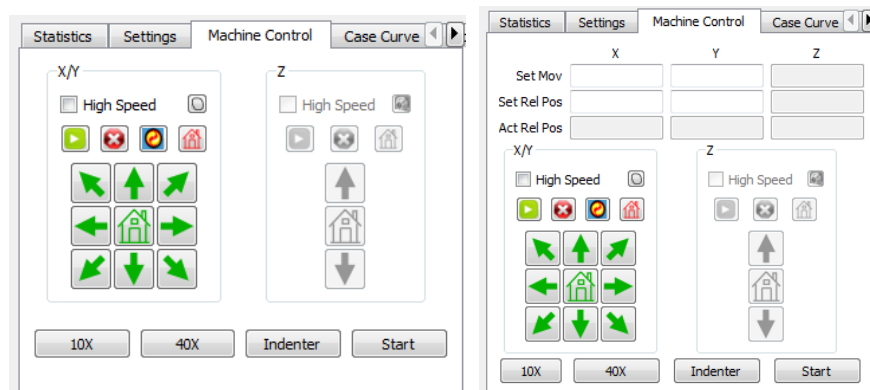 Statistics Settings Machine Control Case Curve
X/Y Z
High Speed High Speed
10X 40X Indenter Start
Statistics Settings Machine Control Case Curve
X Y Z
Set Mov
Set Rel Pos
Act Rel Pos
X/Y Z
High Speed High Speed
10X 40X Indenter Start